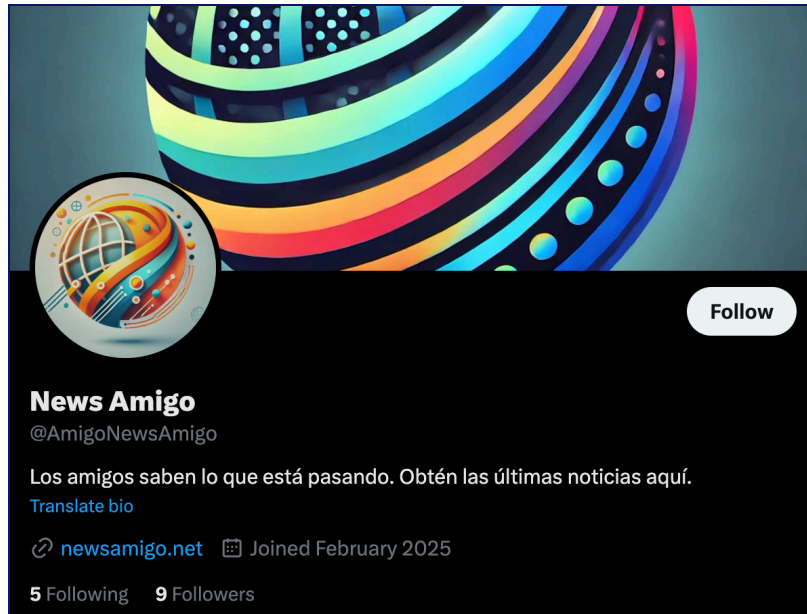 Follow
News Amigo
@AmigoNewsAmigo
Los amigos saben lo que está pasando. Obtén las últimas noticias aquí.
Translate bio
newsamigo.net Joined February 2025
5 Following 9 Followers